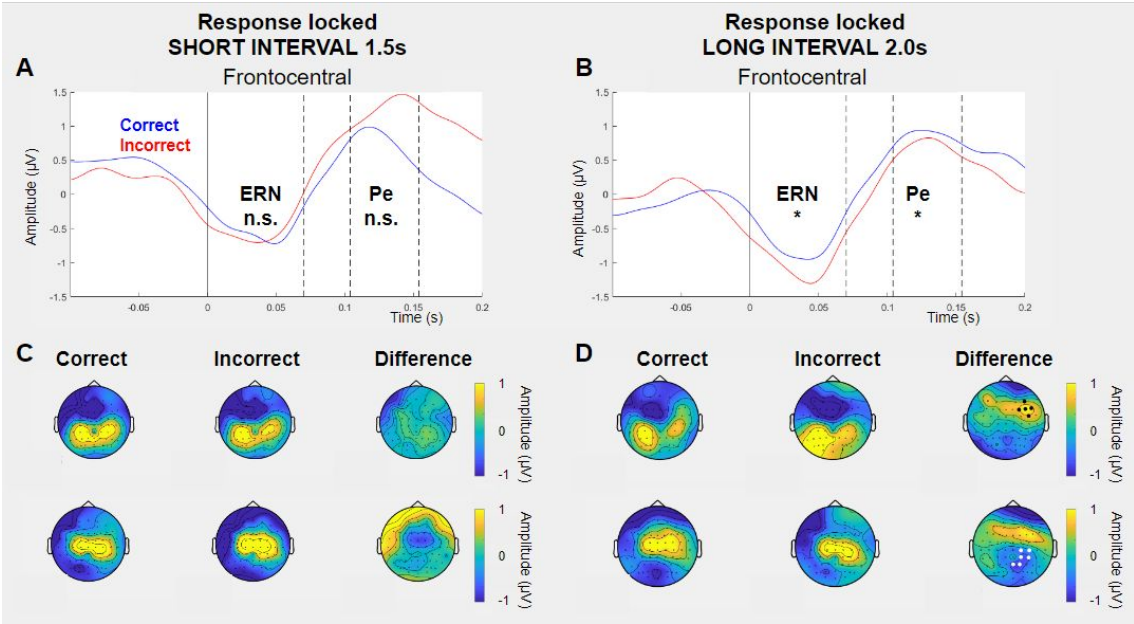 Response locked
SHORT INTERVAL 1.5s
Response locked
LONG INTERVAL 2.0s
A
Frontocentral
B
Frontocentral
Amplitude (µV)
1.5
1
0.5
0
-0.5
-1
-1.5
Correct
Incorrect
ERN
n.s.
Pe
n.s.
-0.05
0
0.05
0.1
0.15
0.2
Time (s)
Amplitude (µV)
1.5
1
0.5
0
-0.5
-1
-1.5
ERN
*
Pe
*
-0.05
0
0.05
0.1
0.15
0.2
Time (s)
C
Correct
Incorrect
Difference
1
0
-1
Amplitude (µV)
1
0
-1
Amplitude (µV)
D
Correct
Incorrect
Difference
1
0
-1
Amplitude (µV)
1
0
-1
Amplitude (µV)